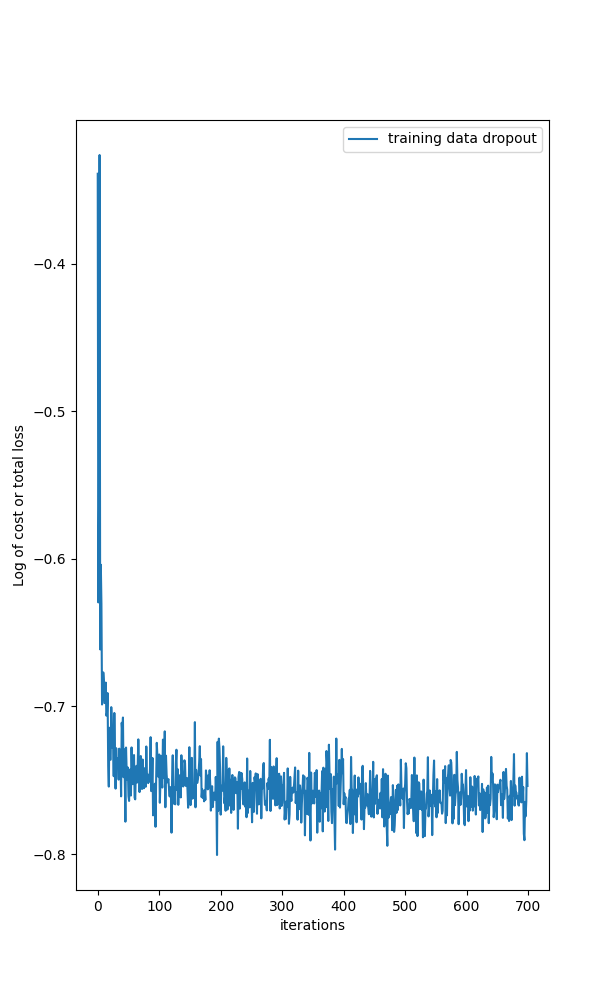 training data dropout
−0.4
−0.5
−0.6
−0.7
−0.8
Log of cost or total loss
0 100 200 300 400 500 600 700
iterations